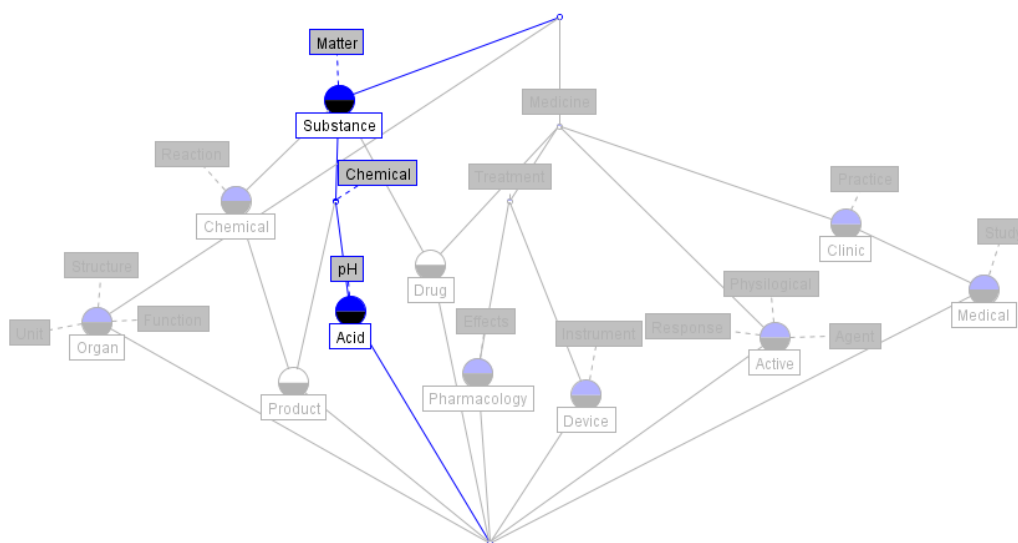 Matter
Medicine
Substance
Reaction
Chemical
Treatment
Practice
Chemical
Clinic
Structure
pH
Drug
Physilogical
Stud
Medical
Unit
Function
Organ
Acid
Effects
Instrument
Response
Agent
Active
Product
Pharmacology
Device